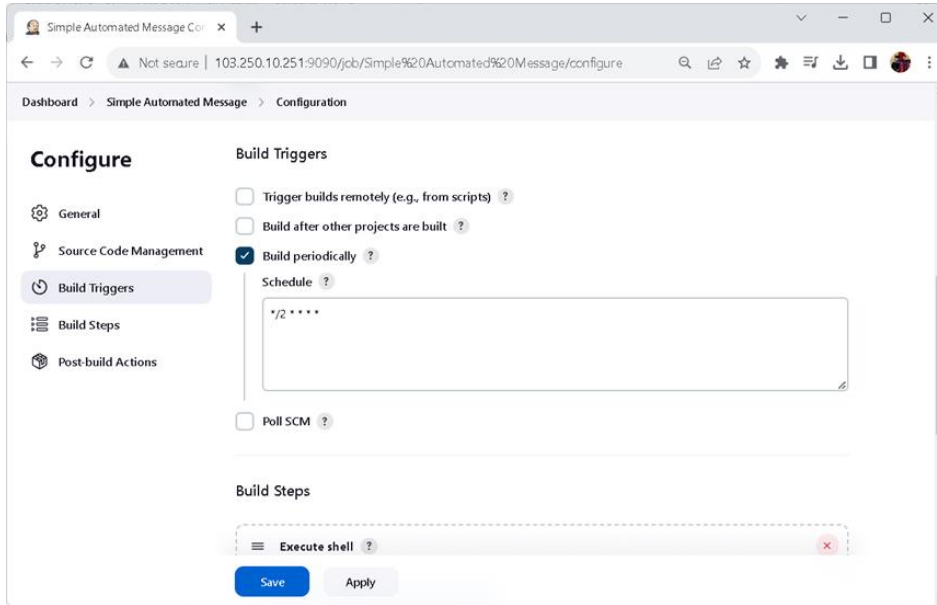 Simple Automated Message Cor
Not secure | 103.250.10.251:9090/job/Simple%20Automated%20Message/configure
Dashboard > Simple Automated Message > Configuration
Configure
General
Source Code Management
Build Triggers
Build Steps
Post-build Actions
Build Triggers
Trigger builds remotely (e.g., from scripts) ?
Build after other projects are built ?
Build periodically ?
Schedule ?
*/2 * * * *
Poll SCM ?
Build Steps
Execute shell ?
Save Apply